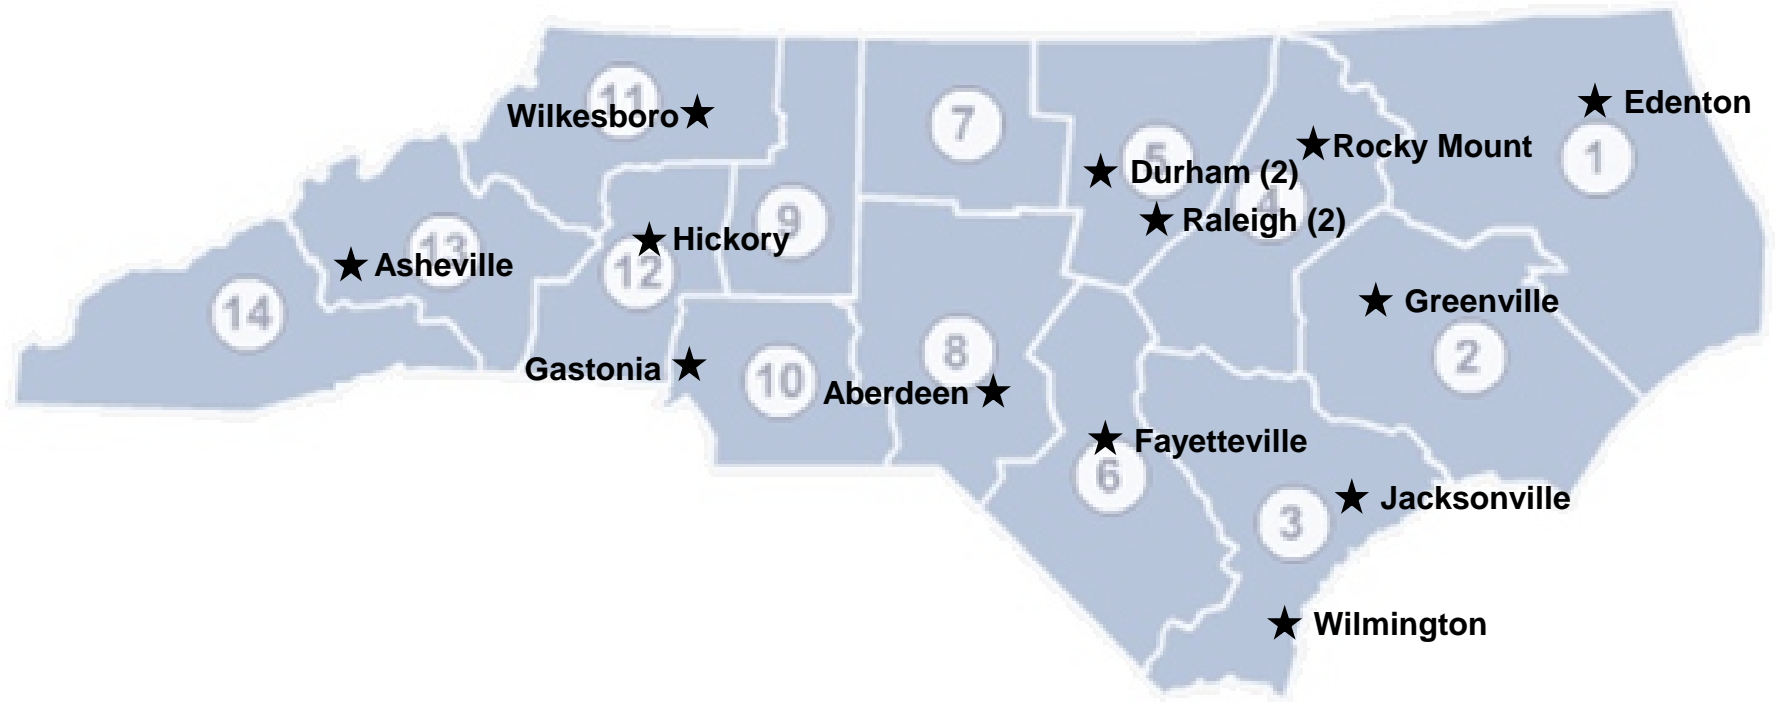 Edenton
11
Wilkesboro
7
Rocky Mount
5
1
Durham (2)
4
9
Raleigh (2)
13
Hickory
Asheville
12
14
Greenville
8
2
Gastonia
10
Aberdeen
Fayetteville
6
Jacksonville
3
Wilmington